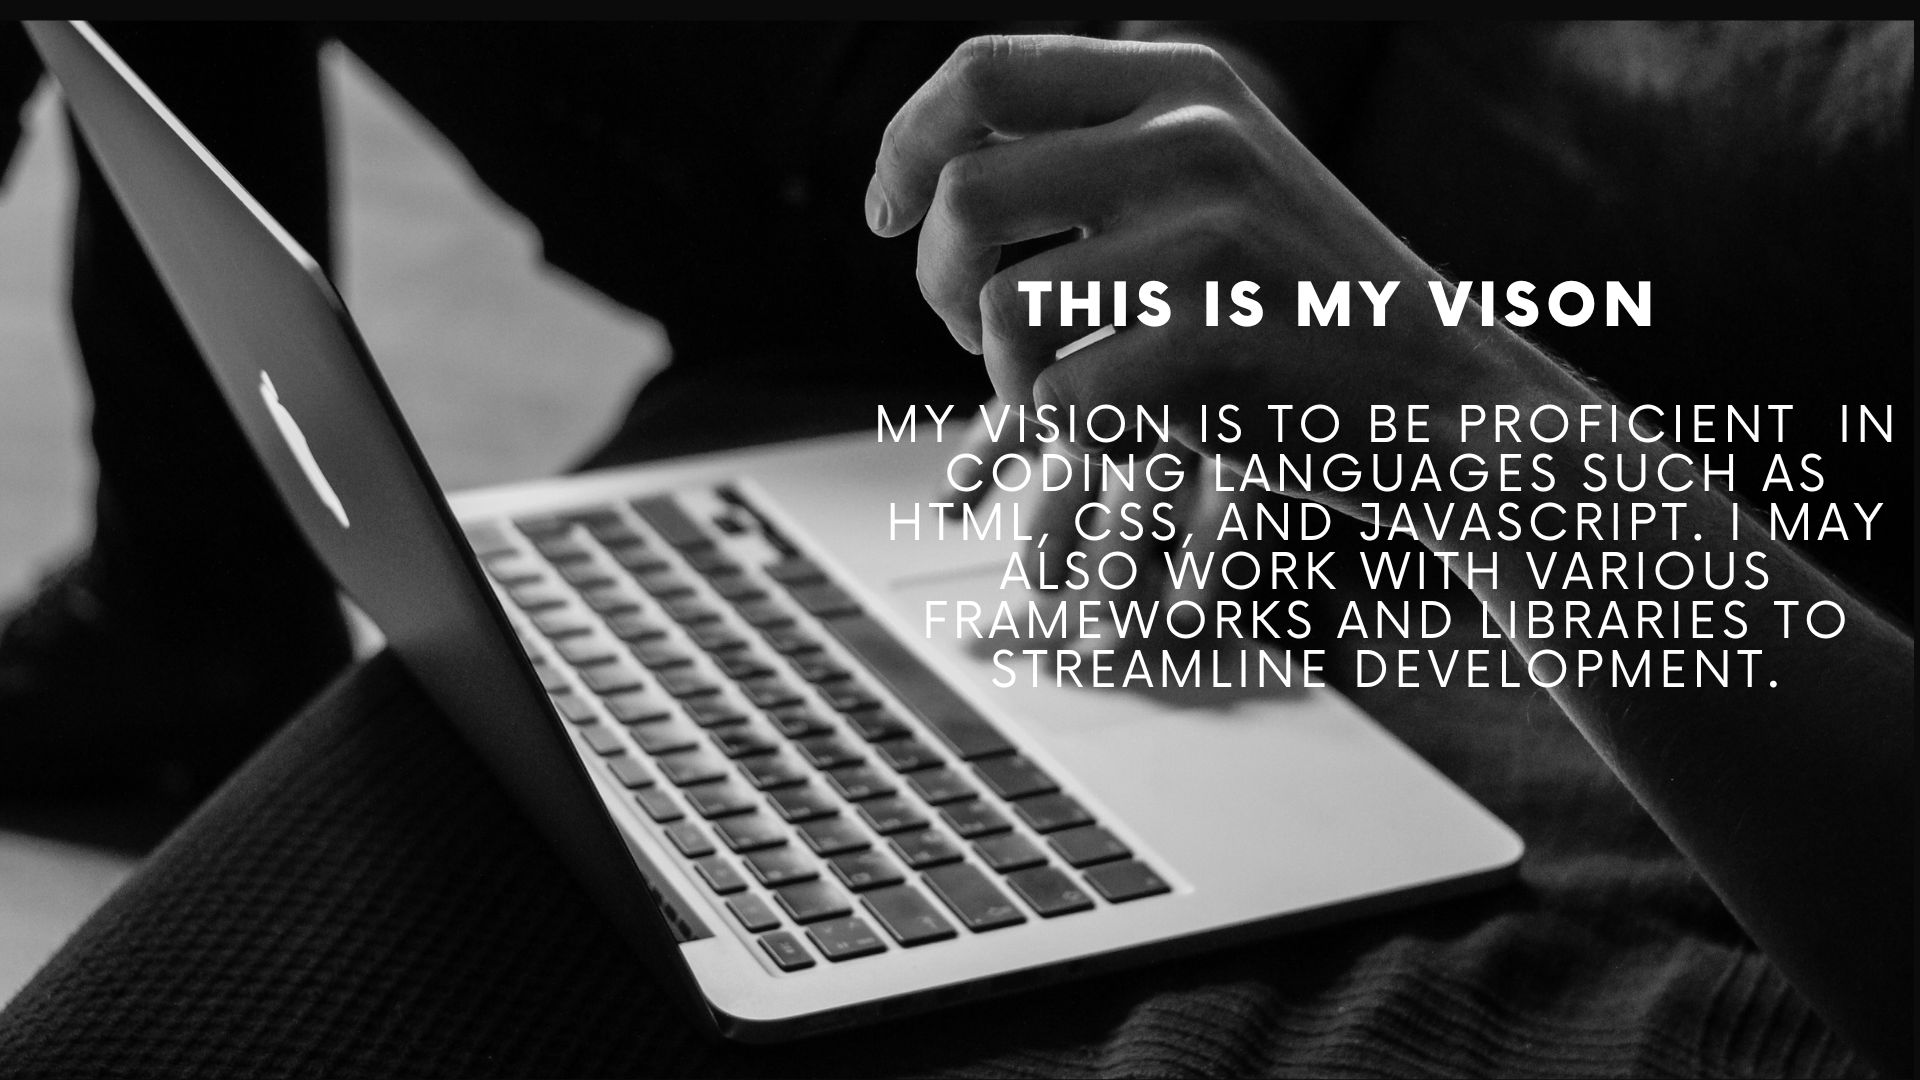 THIS IS MY VISON
MY VISION IS TO BE PROFICIENT IN
CODING LANGUAGES SUCH AS
HTML, CSS, AND JAVASCRIPT. I MAY
ALSO WORK WITH VARIOUS
FRAMEWORKS AND LIBRARIES TO
STREAMLINE DEVELOPMENT.